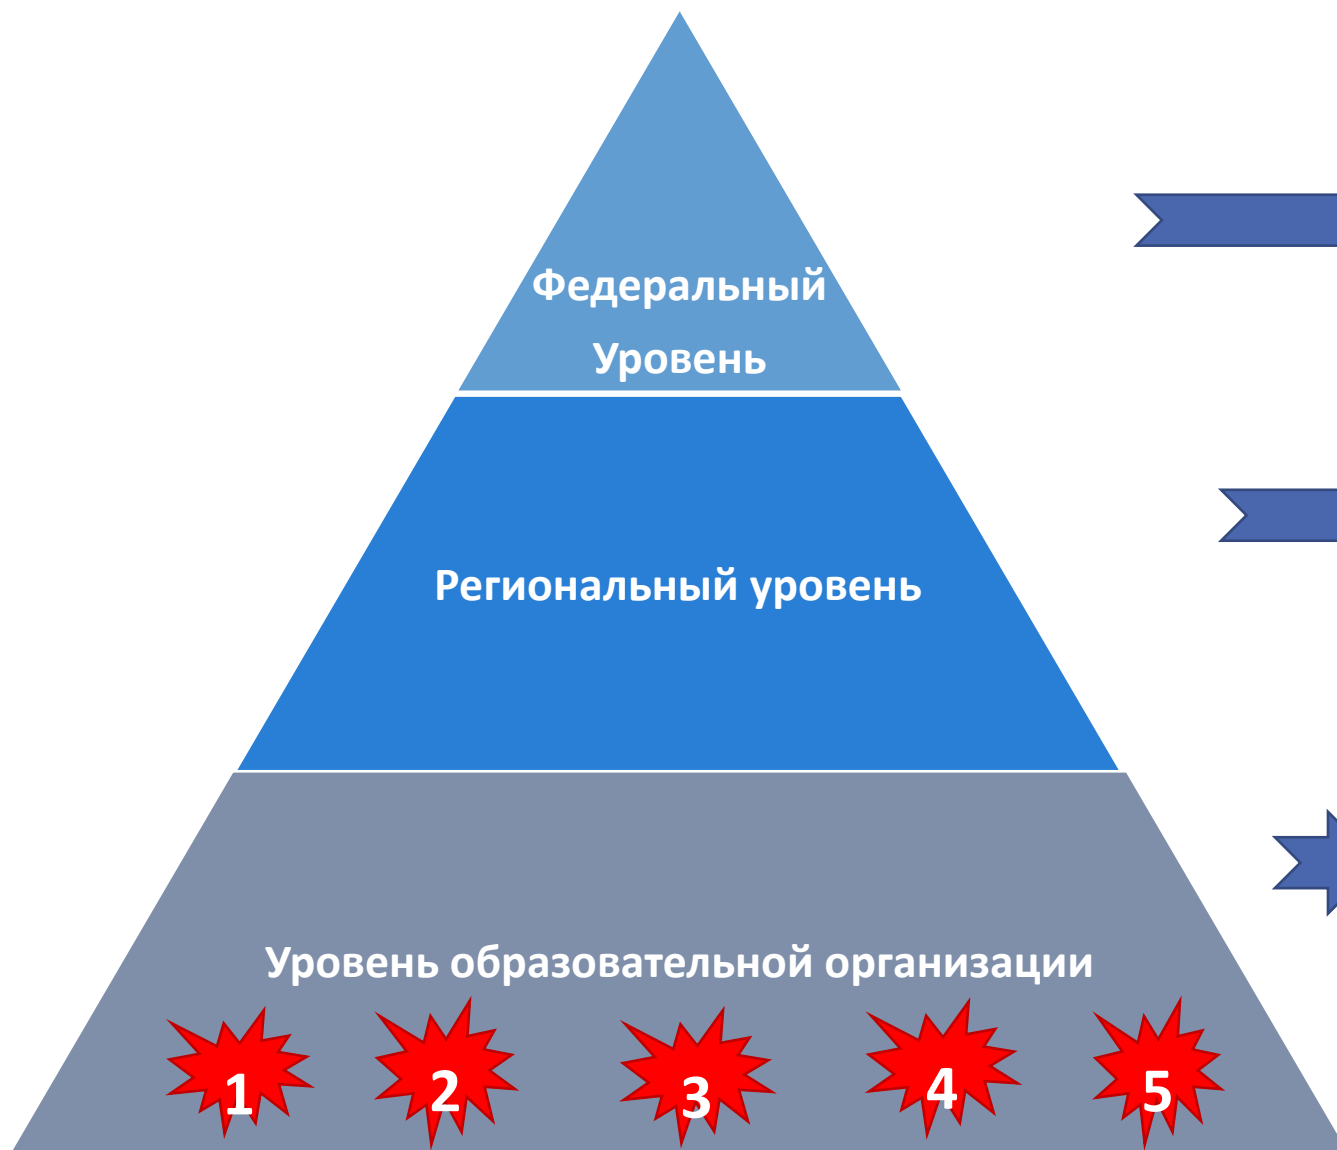 Федеральный
Уровень
Региональный уровень
Уровень образовательной организации
1 2 3 4 5